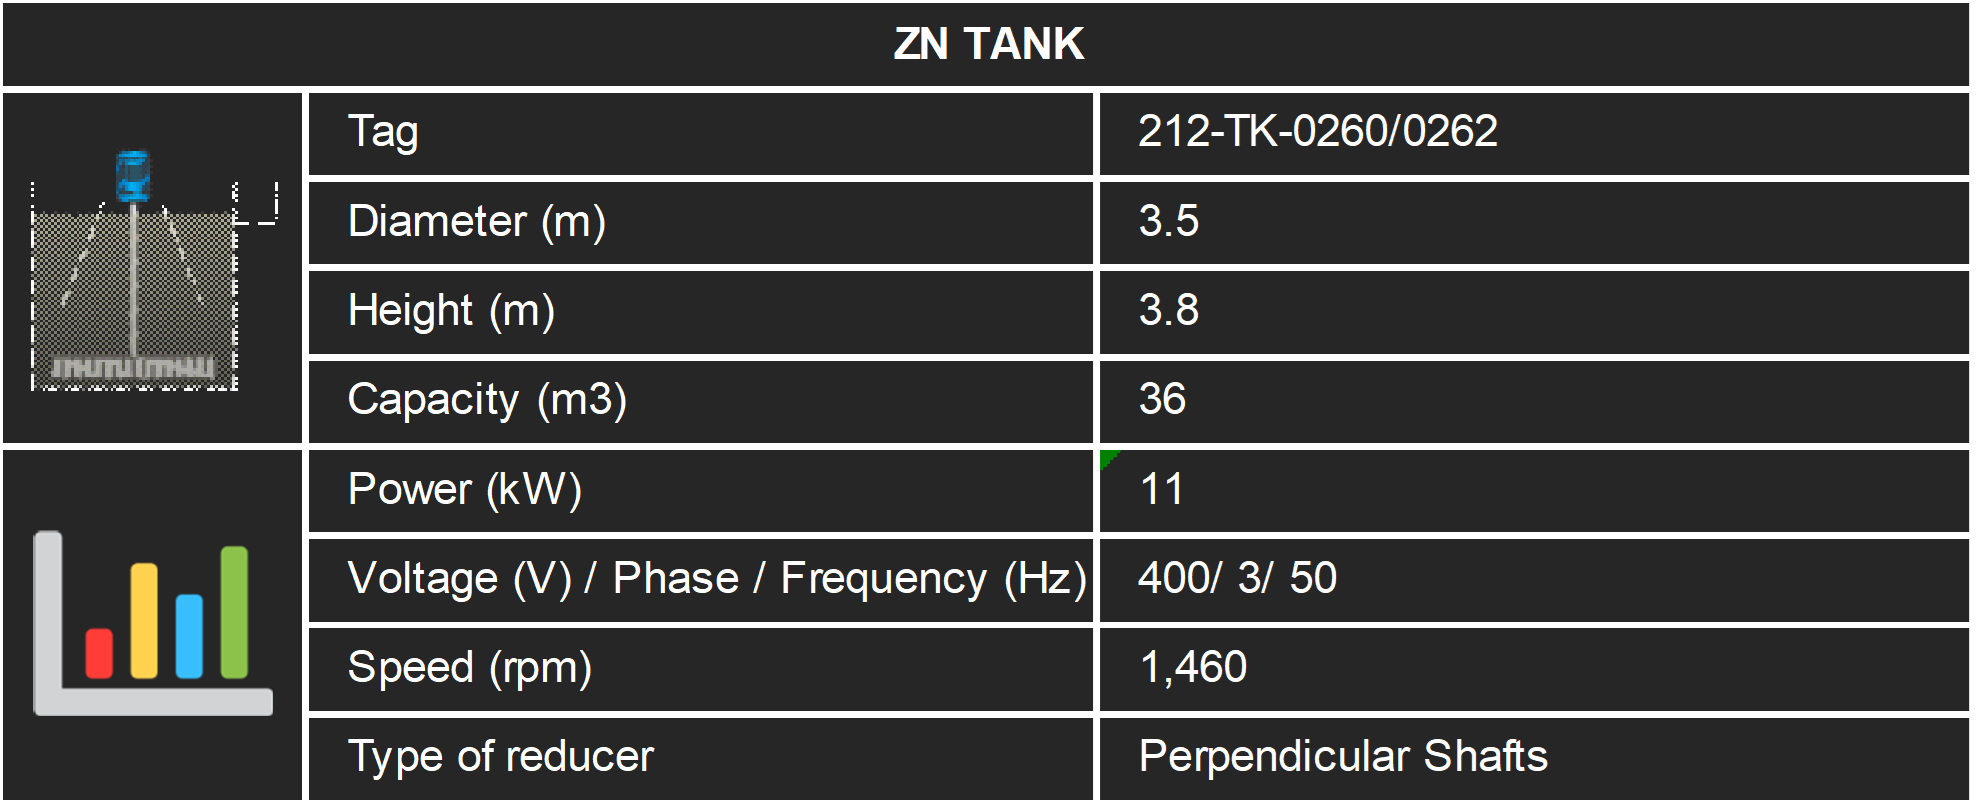 ZN TANK
Tag 212-TK-0260/0262
Diameter (m) 3.5
Height (m) 3.8
Capacity (m3) 36
Power (kW) 11
Voltage (V) / Phase / Frequency (Hz) 400/ 3/ 50
Speed (rpm) 1,460
Type of reducer Perpendicular Shafts